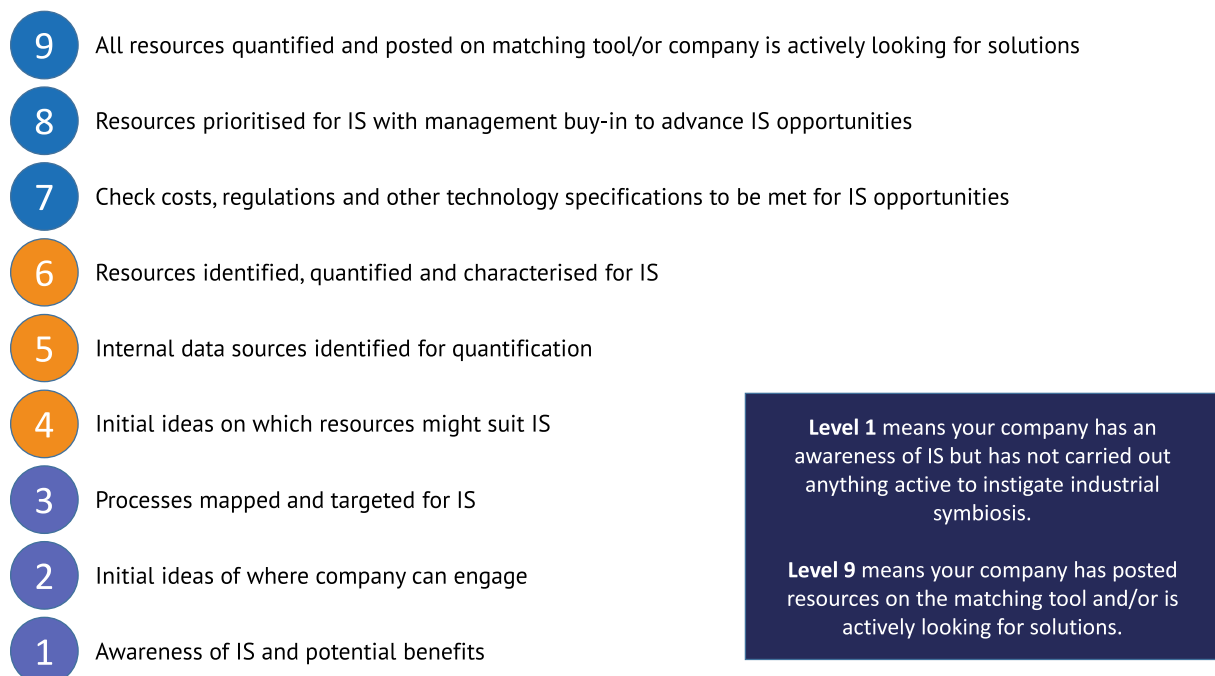 9 All resources quantified and posted on matching tool/or company is actively looking for solutions
8 Resources prioritised for IS with management buy-in to advance IS opportunities
7 Check costs, regulations and other technology specifications to be met for IS opportunities
6 Resources identified, quantified and characterised for IS
5 Internal data sources identified for quantification
4 Initial ideas on which resources might suit IS
3 Processes mapped and targeted for IS
2 Initial ideas of where company can engage
1 Awareness of IS and potential benefits
Level 1 means your company has an
awareness of IS but has not carried out
anything active to instigate industrial
symbiosis.
Level 9 means your company has posted
resources on the matching tool and/or is
actively looking for solutions.